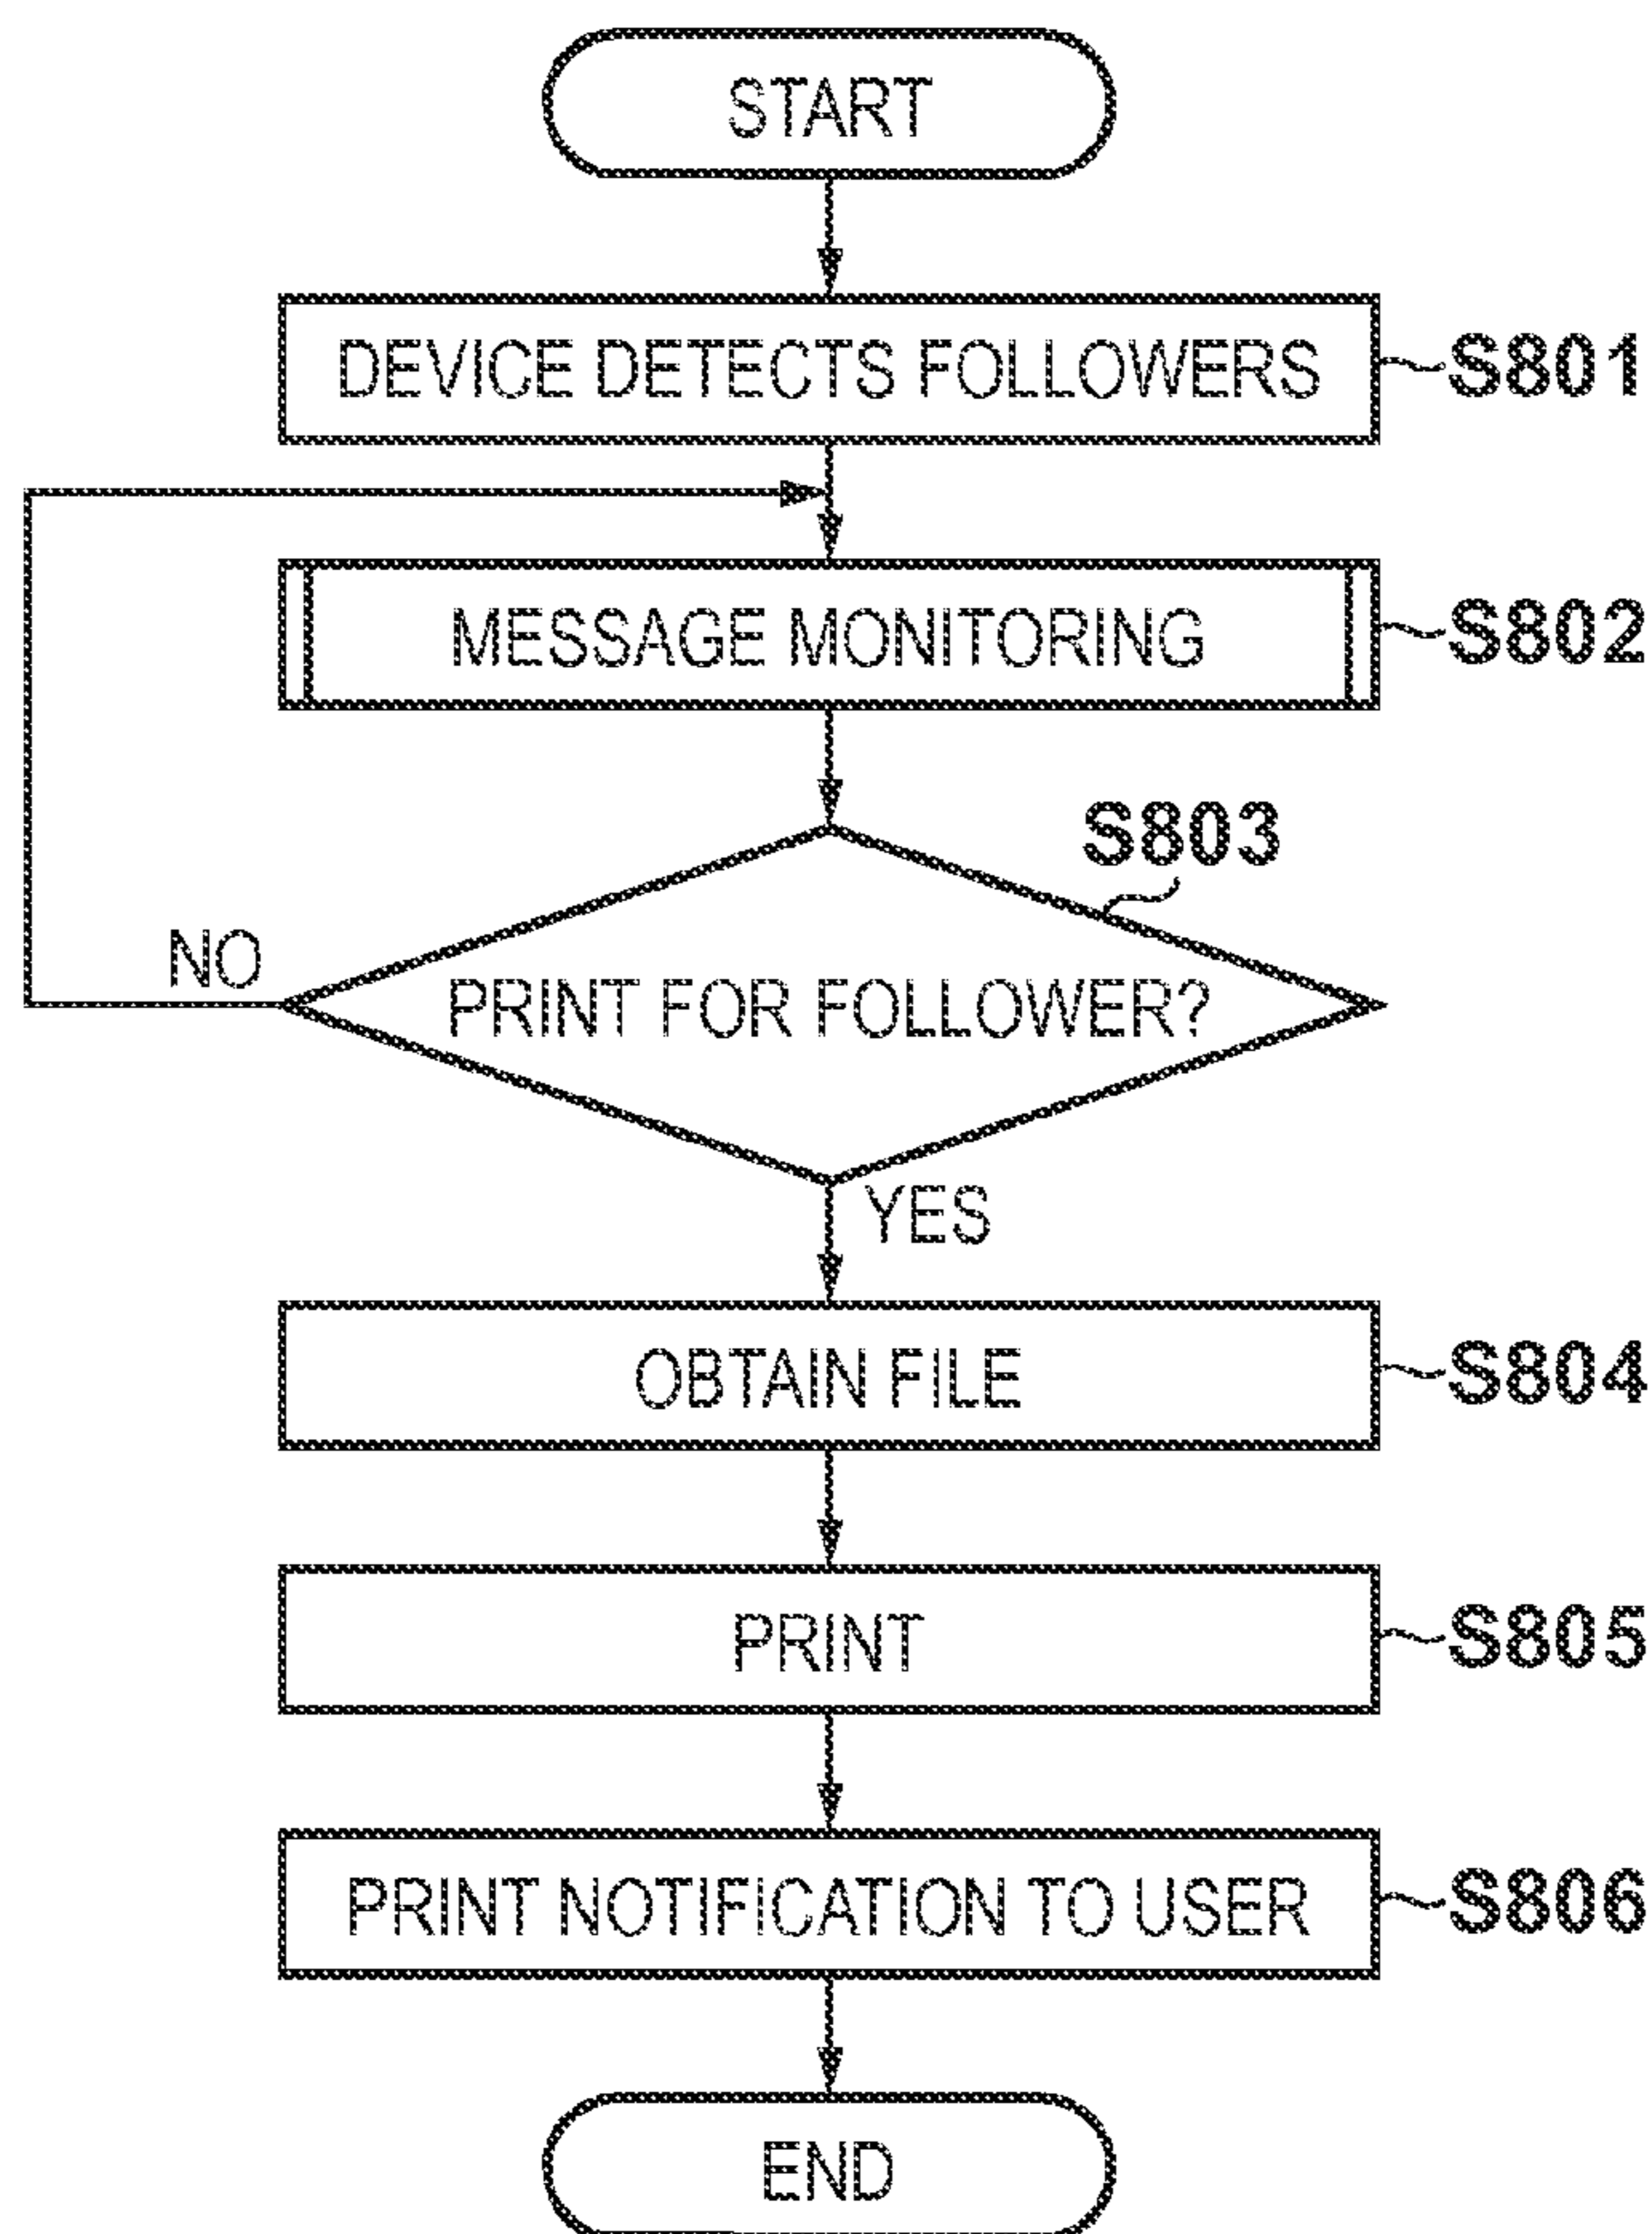 START
DEVICE DETECTS FOLLOWERS S801
MESSAGE MONITORING S802
S803
NO
PRINT FOR FOLLOWER?
YES
OBTAIN FILE S804
PRINT S805
PRINT NOTIFICATION TO USER S806
END